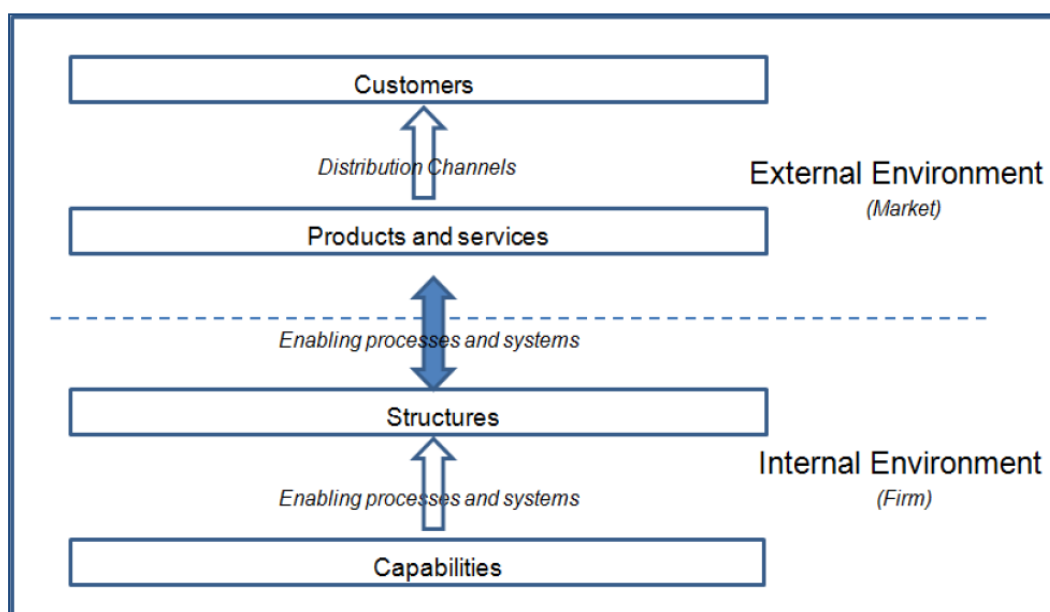 Customers
Distribution Channels
External Environment
(Market)
Products and services
Enabling processes and systems
Structures
Internal Environment
(Firm)
Enabling processes and systems
Capabilities